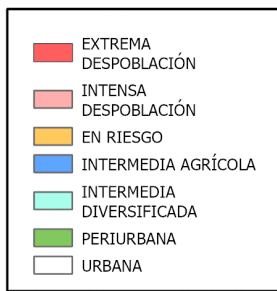 EXTREMA
DESPOBLACIÓN
INTENSA
DESPOBLACIÓN
EN RIESGO
INTERMEDIA AGRÍCOLA
INTERMEDIA
DIVERSIFICADA
PERIURBANA
URBANA